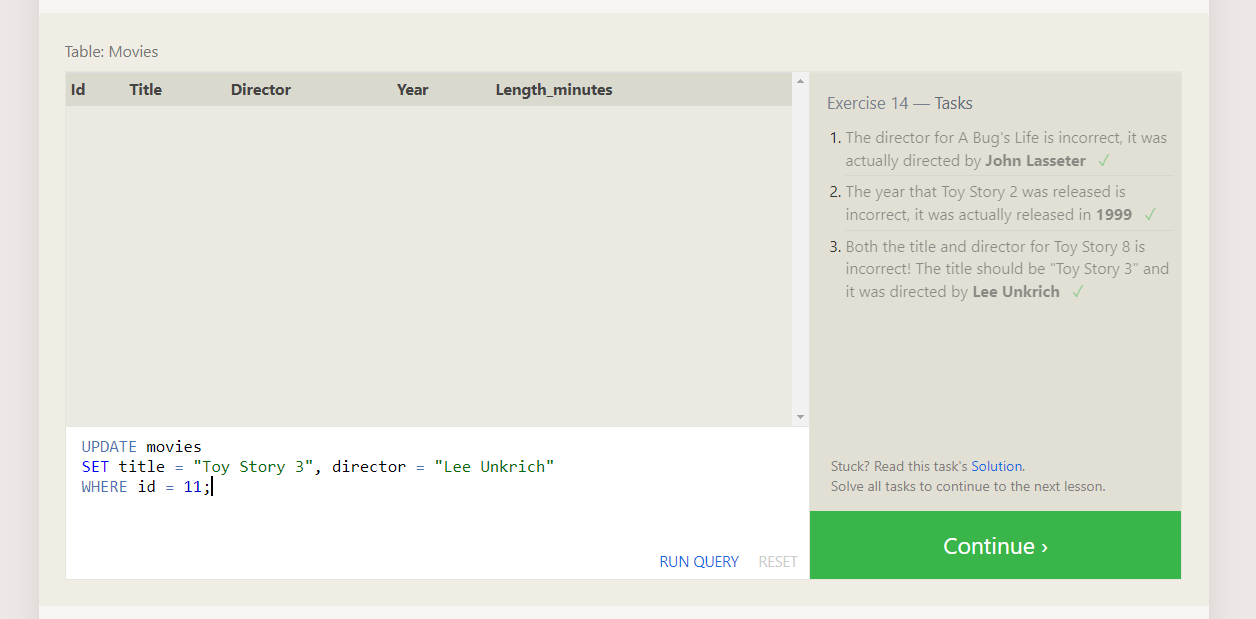 Table: Movies
Id Title Director Year Length_minutes
UPDATE movies
SET title = "Toy Story 3", director = "Lee Unkrich"
WHERE id = 11;
RUN QUERY RESET
Exercise 14 — Tasks
1. The director for A Bug's Life is incorrect, it was
actually directed by John Lasseter ✓
2. The year that Toy Story 2 was released is
incorrect, it was actually released in 1999 ✓
3. Both the title and director for Toy Story 8 is
incorrect! The title should be "Toy Story 3" and
it was directed by Lee Unkrich ✓
Stuck? Read this task's Solution.
Solve all tasks to continue to the next lesson.
Continue ›